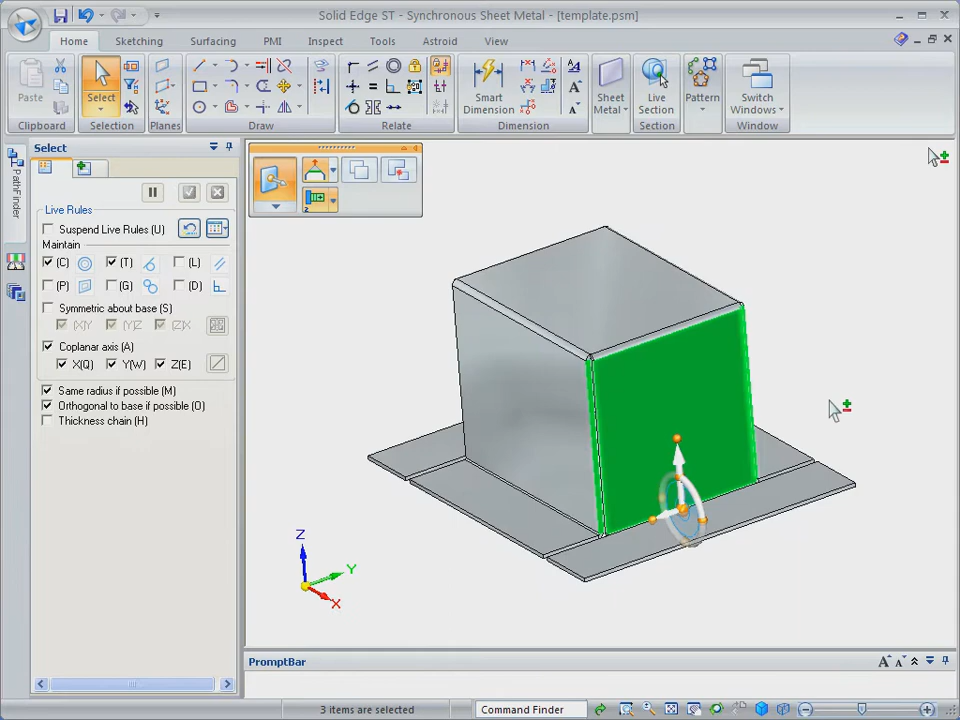 Solid Edge ST - Synchronous Sheet Metal - [template.psm]
Home Sketching Surfacing PMI Inspect Tools Astroid View
Paste Select Smart Dimension Sheet Metal Live Section Pattern Switch Windows
Clipboard Selection Planes Draw Relate Dimension Section Window
Select
PathFinder
Live Rules
Suspend Live Rules (U)
Maintain
(C) (T) (L)
(P) (G) (D)
Symmetric about base (S)
(X)Y (Y)Z (Z)X
Coplanar axis (A)
X(Q) Y(W) Z(E)
Same radius if possible (M)
Orthogonal to base if possible (O)
Thickness chain (H)
2
Z
Y
X
PromptBar
A A
3 items are selected
Command Finder